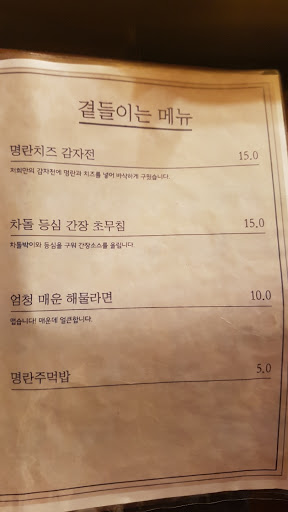 곁들이는 메뉴
명란치즈 감자전 15.0
저희만의 감자전에 명란과 치즈를 넣어 바삭하게 구웠습니다.
차돌 등심 간장 초무침 15.0
차돌박이와 등심을 구워 간장소스를 올립니다.
엄청 매운 해물라면 10.0
맵습니다! 매운데 얼큰합니다.
명란주먹밥 5.0